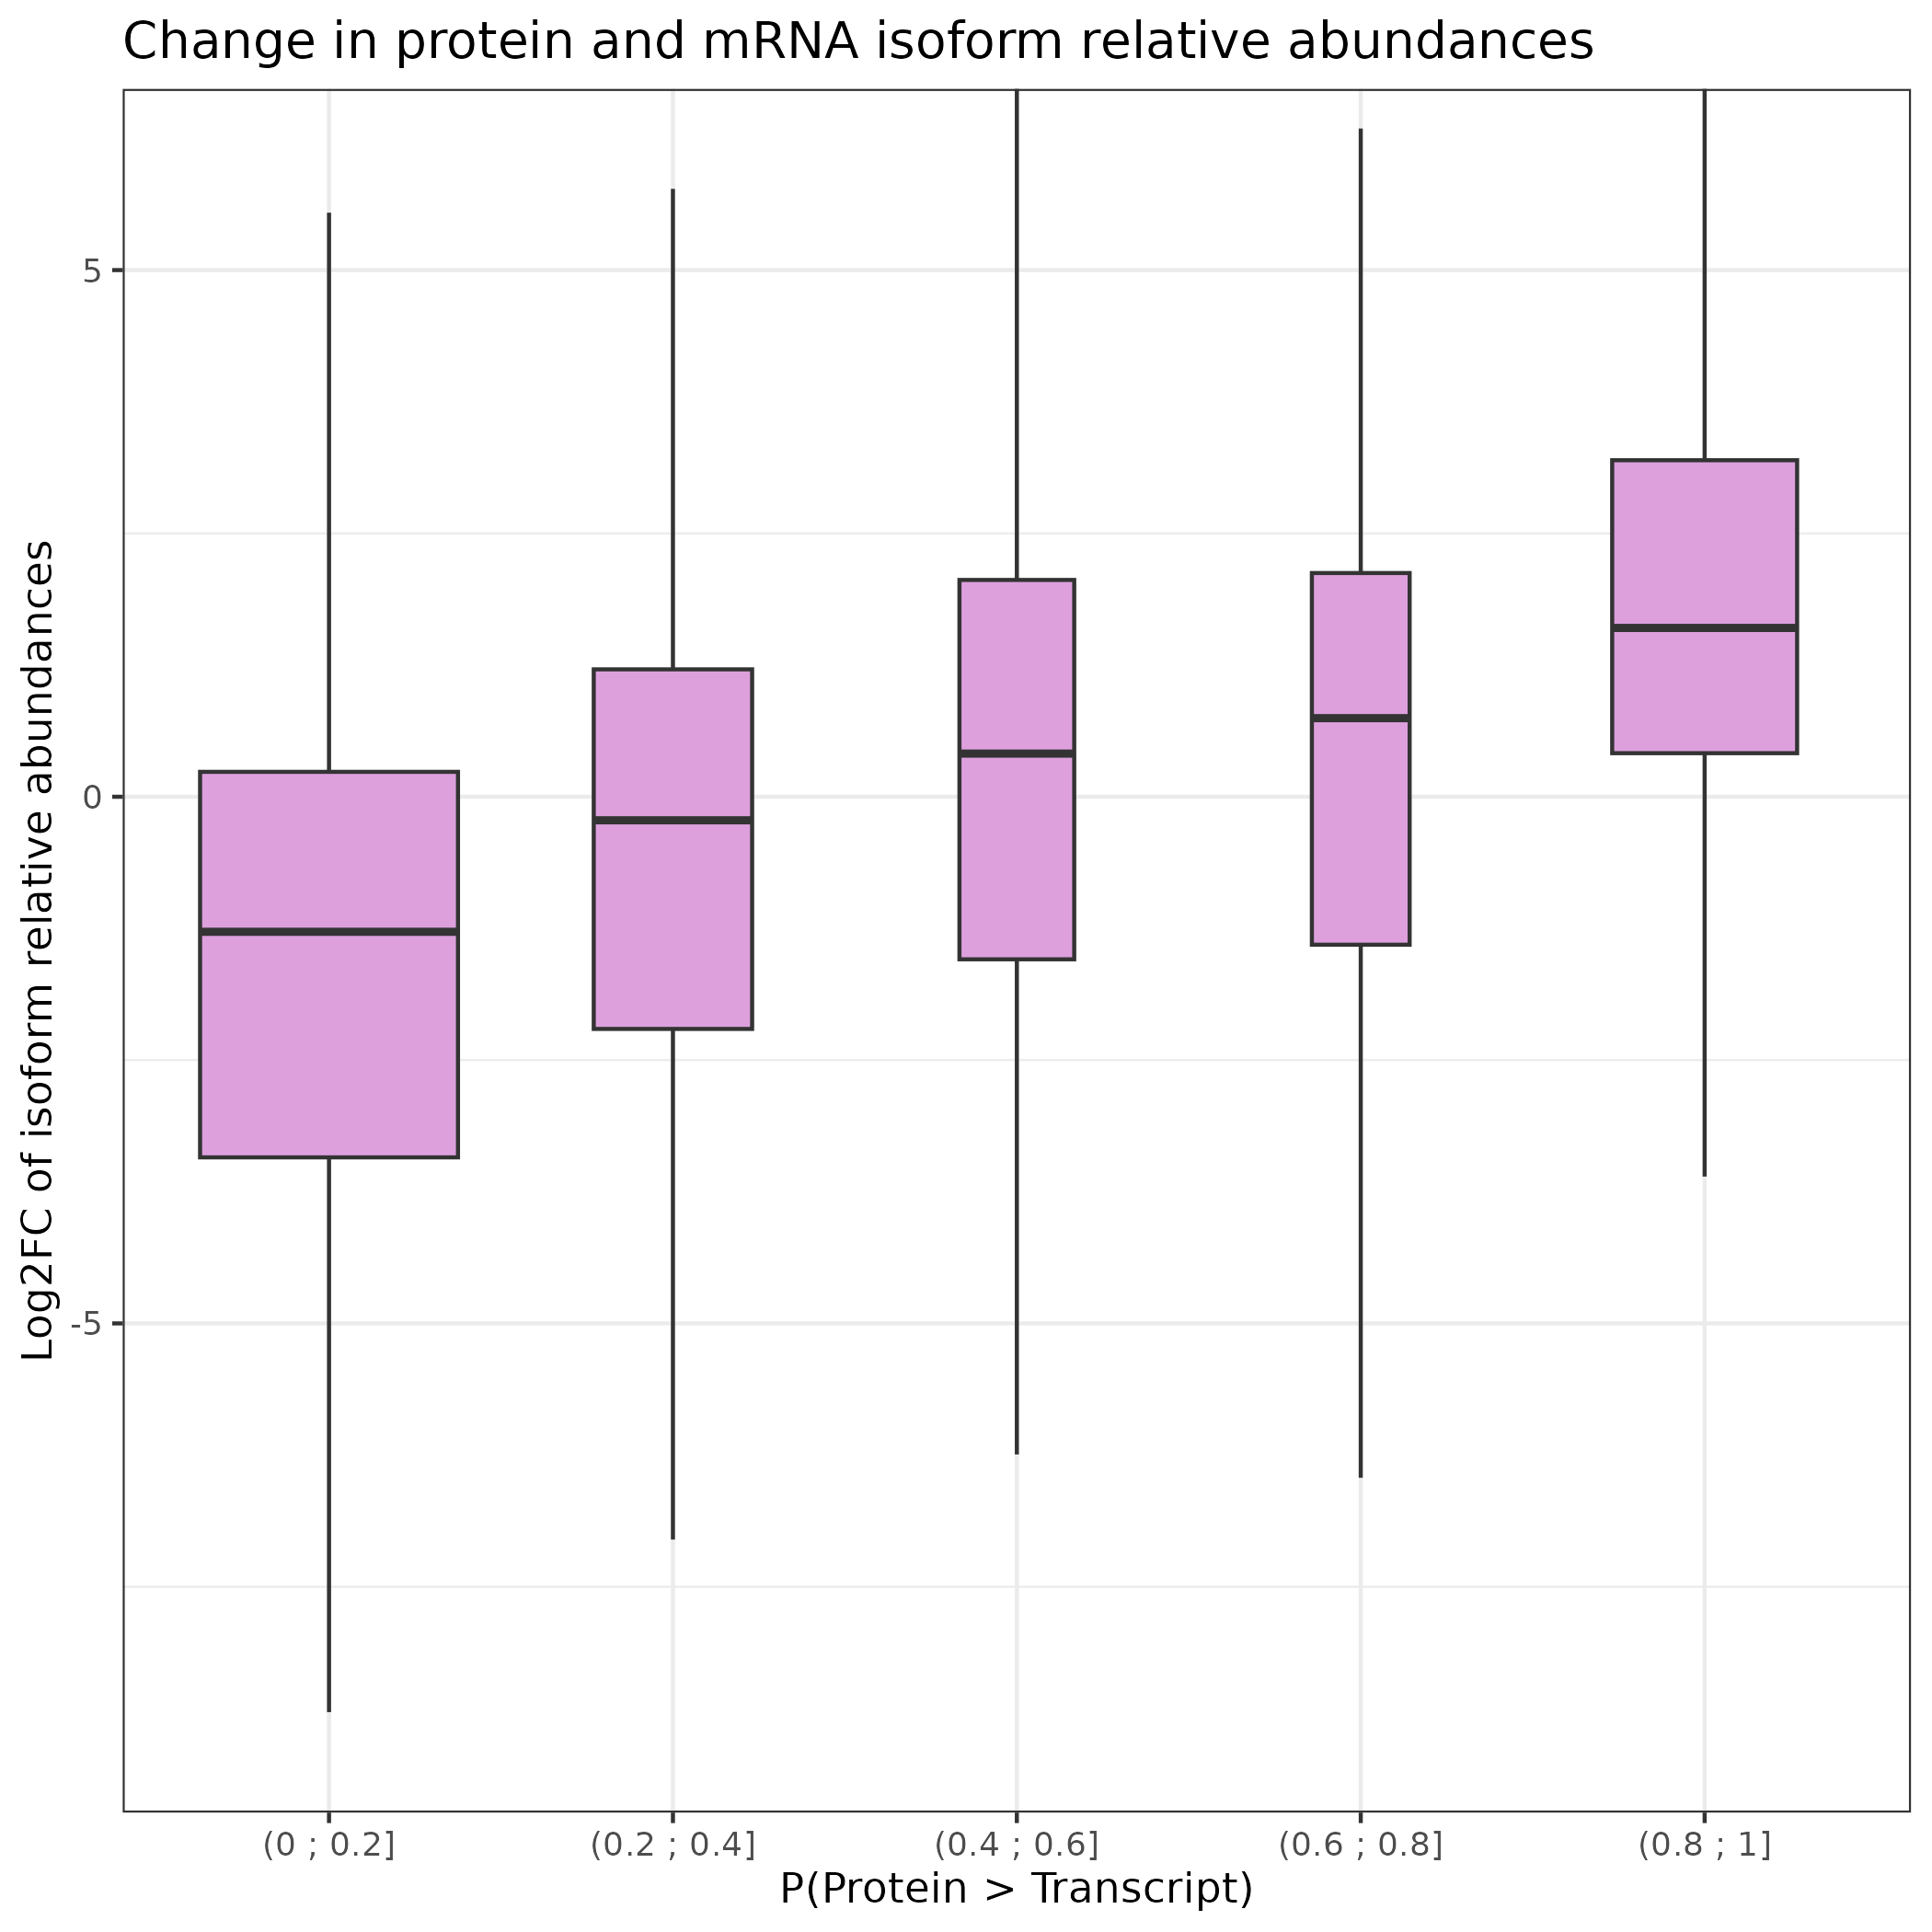 Change in protein and mRNA isoform relative abundances
Log2FC of isoform relative abundances
5
0
-5
(0 ; 0.2]
(0.2 ; 0.4]
(0.4 ; 0.6]
(0.6 ; 0.8]
(0.8 ; 1]
P(Protein > Transcript)